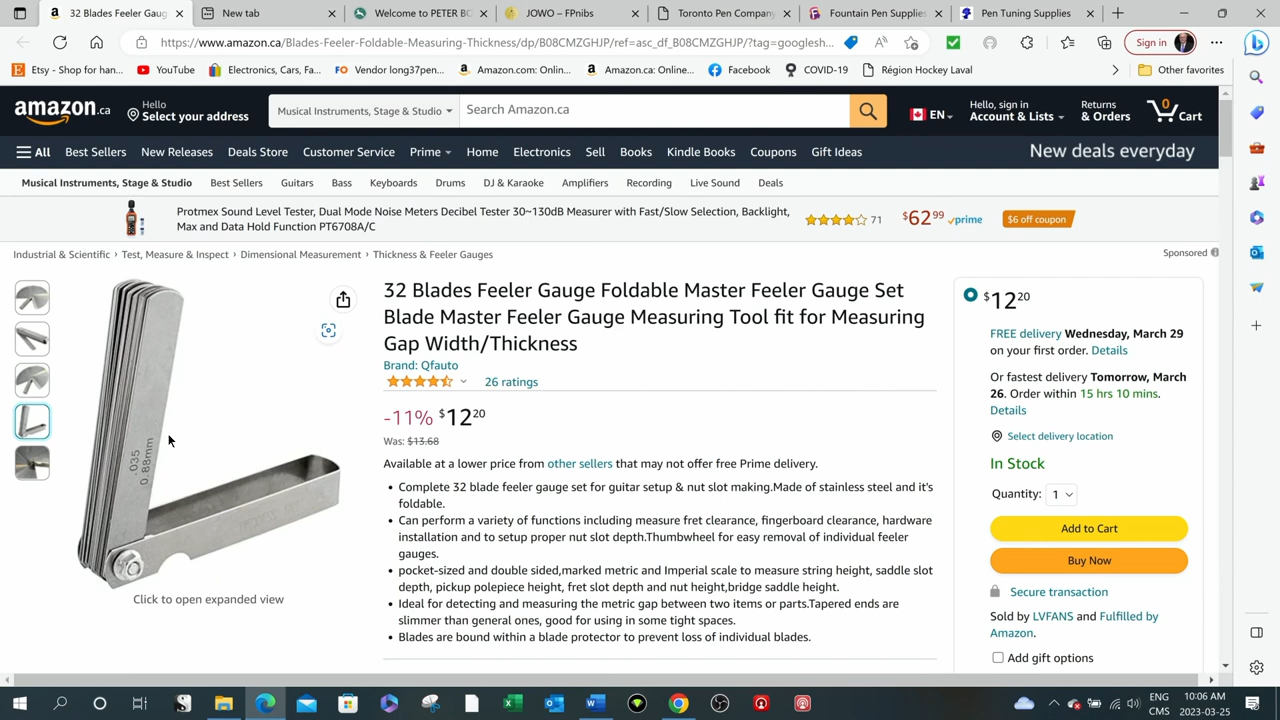 32 Blades Feeler Gaug
New tab
Welcome to PETER BO
JOWO – FPnibs
Toronto Pen Company
Fountain Pen Supplies
Pen Tuning Supplies
https://www.amazon.ca/Blades-Feeler-Foldable-Measuring-Thickness/dp/B08CMZGHJP/ref=asc_df_B08CMZGHJP/?tag=googlesh...
Sign in
Etsy - Shop for han...
YouTube
Electronics, Cars, Fa...
Vendor long37pen...
Amazon.com: Onlin...
Amazon.ca: Online...
Facebook
COVID-19
Région Hockey Laval
Other favorites
amazon.ca
Hello
Select your address
Musical Instruments, Stage & Studio
Search Amazon.ca
EN
Hello, sign in
Account & Lists
Returns
& Orders
0
Cart
All
Best Sellers
New Releases
Deals Store
Customer Service
Prime
Home
Electronics
Sell
Books
Kindle Books
Coupons
Gift Ideas
New deals everyday
Musical Instruments, Stage & Studio
Best Sellers
Guitars
Bass
Keyboards
Drums
DJ & Karaoke
Amplifiers
Recording
Live Sound
Deals
Protmex Sound Level Tester, Dual Mode Noise Meters Decibel Tester 30~130dB Measurer with Fast/Slow Selection, Backlight,
Max and Data Hold Function PT6708A/C
71
$62 99
prime
$6 off coupon
Industrial & Scientific › Test, Measure & Inspect › Dimensional Measurement › Thickness & Feeler Gauges
Sponsored
.035
0.88mm
Click to open expanded view
32 Blades Feeler Gauge Foldable Master Feeler Gauge Set
Blade Master Feeler Gauge Measuring Tool fit for Measuring
Gap Width/Thickness
Brand: Qfauto
26 ratings
-11% $12 20
Was: $13.68
Available at a lower price from other sellers that may not offer free Prime delivery.
• Complete 32 blade feeler gauge set for guitar setup & nut slot making.Made of stainless steel and it's
foldable.
• Can perform a variety of functions including measure fret clearance, fingerboard clearance, hardware
installation and to setup proper nut slot depth.Thumbwheel for easy removal of individual feeler
gauges.
• pocket-sized and double sided,marked metric and Imperial scale to measure string height, saddle slot
depth, pickup polepiece height, fret slot depth and nut height,bridge saddle height.
• Ideal for detecting and measuring the metric gap between two items or parts.Tapered ends are
slimmer than general ones, good for using in some tight spaces.
• Blades are bound within a blade protector to prevent loss of individual blades.
$12 20
FREE delivery Wednesday, March 29
on your first order. Details
Or fastest delivery Tomorrow, March
26. Order within 15 hrs 10 mins.
Details
Select delivery location
In Stock
Quantity: 1
Add to Cart
Buy Now
Secure transaction
Sold by LVFANS and Fulfilled by
Amazon.
Add gift options
ENG
CMS
10:06 AM
2023-03-25